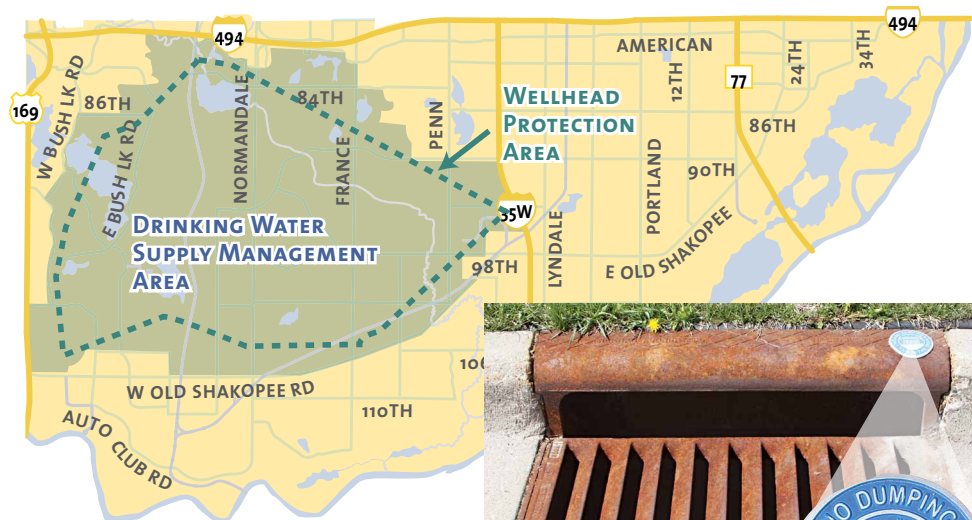 494
494
AMERICAN
12TH
24TH
34TH
77
169
W BUSH LK RD
86TH
E BUSH LK RD
NORMANDALE
84TH
FRANCE
PENN
WELLHEAD
PROTECTION
AREA
86TH
90TH
PORTLAND
35W
LYNDALE
E OLD SHAKOPEE
98TH
DRINKING WATER
SUPPLY MANAGEMENT
AREA
W OLD SHAKOPEE RD
110TH
AUTO CLUB RD
NO DUMPING